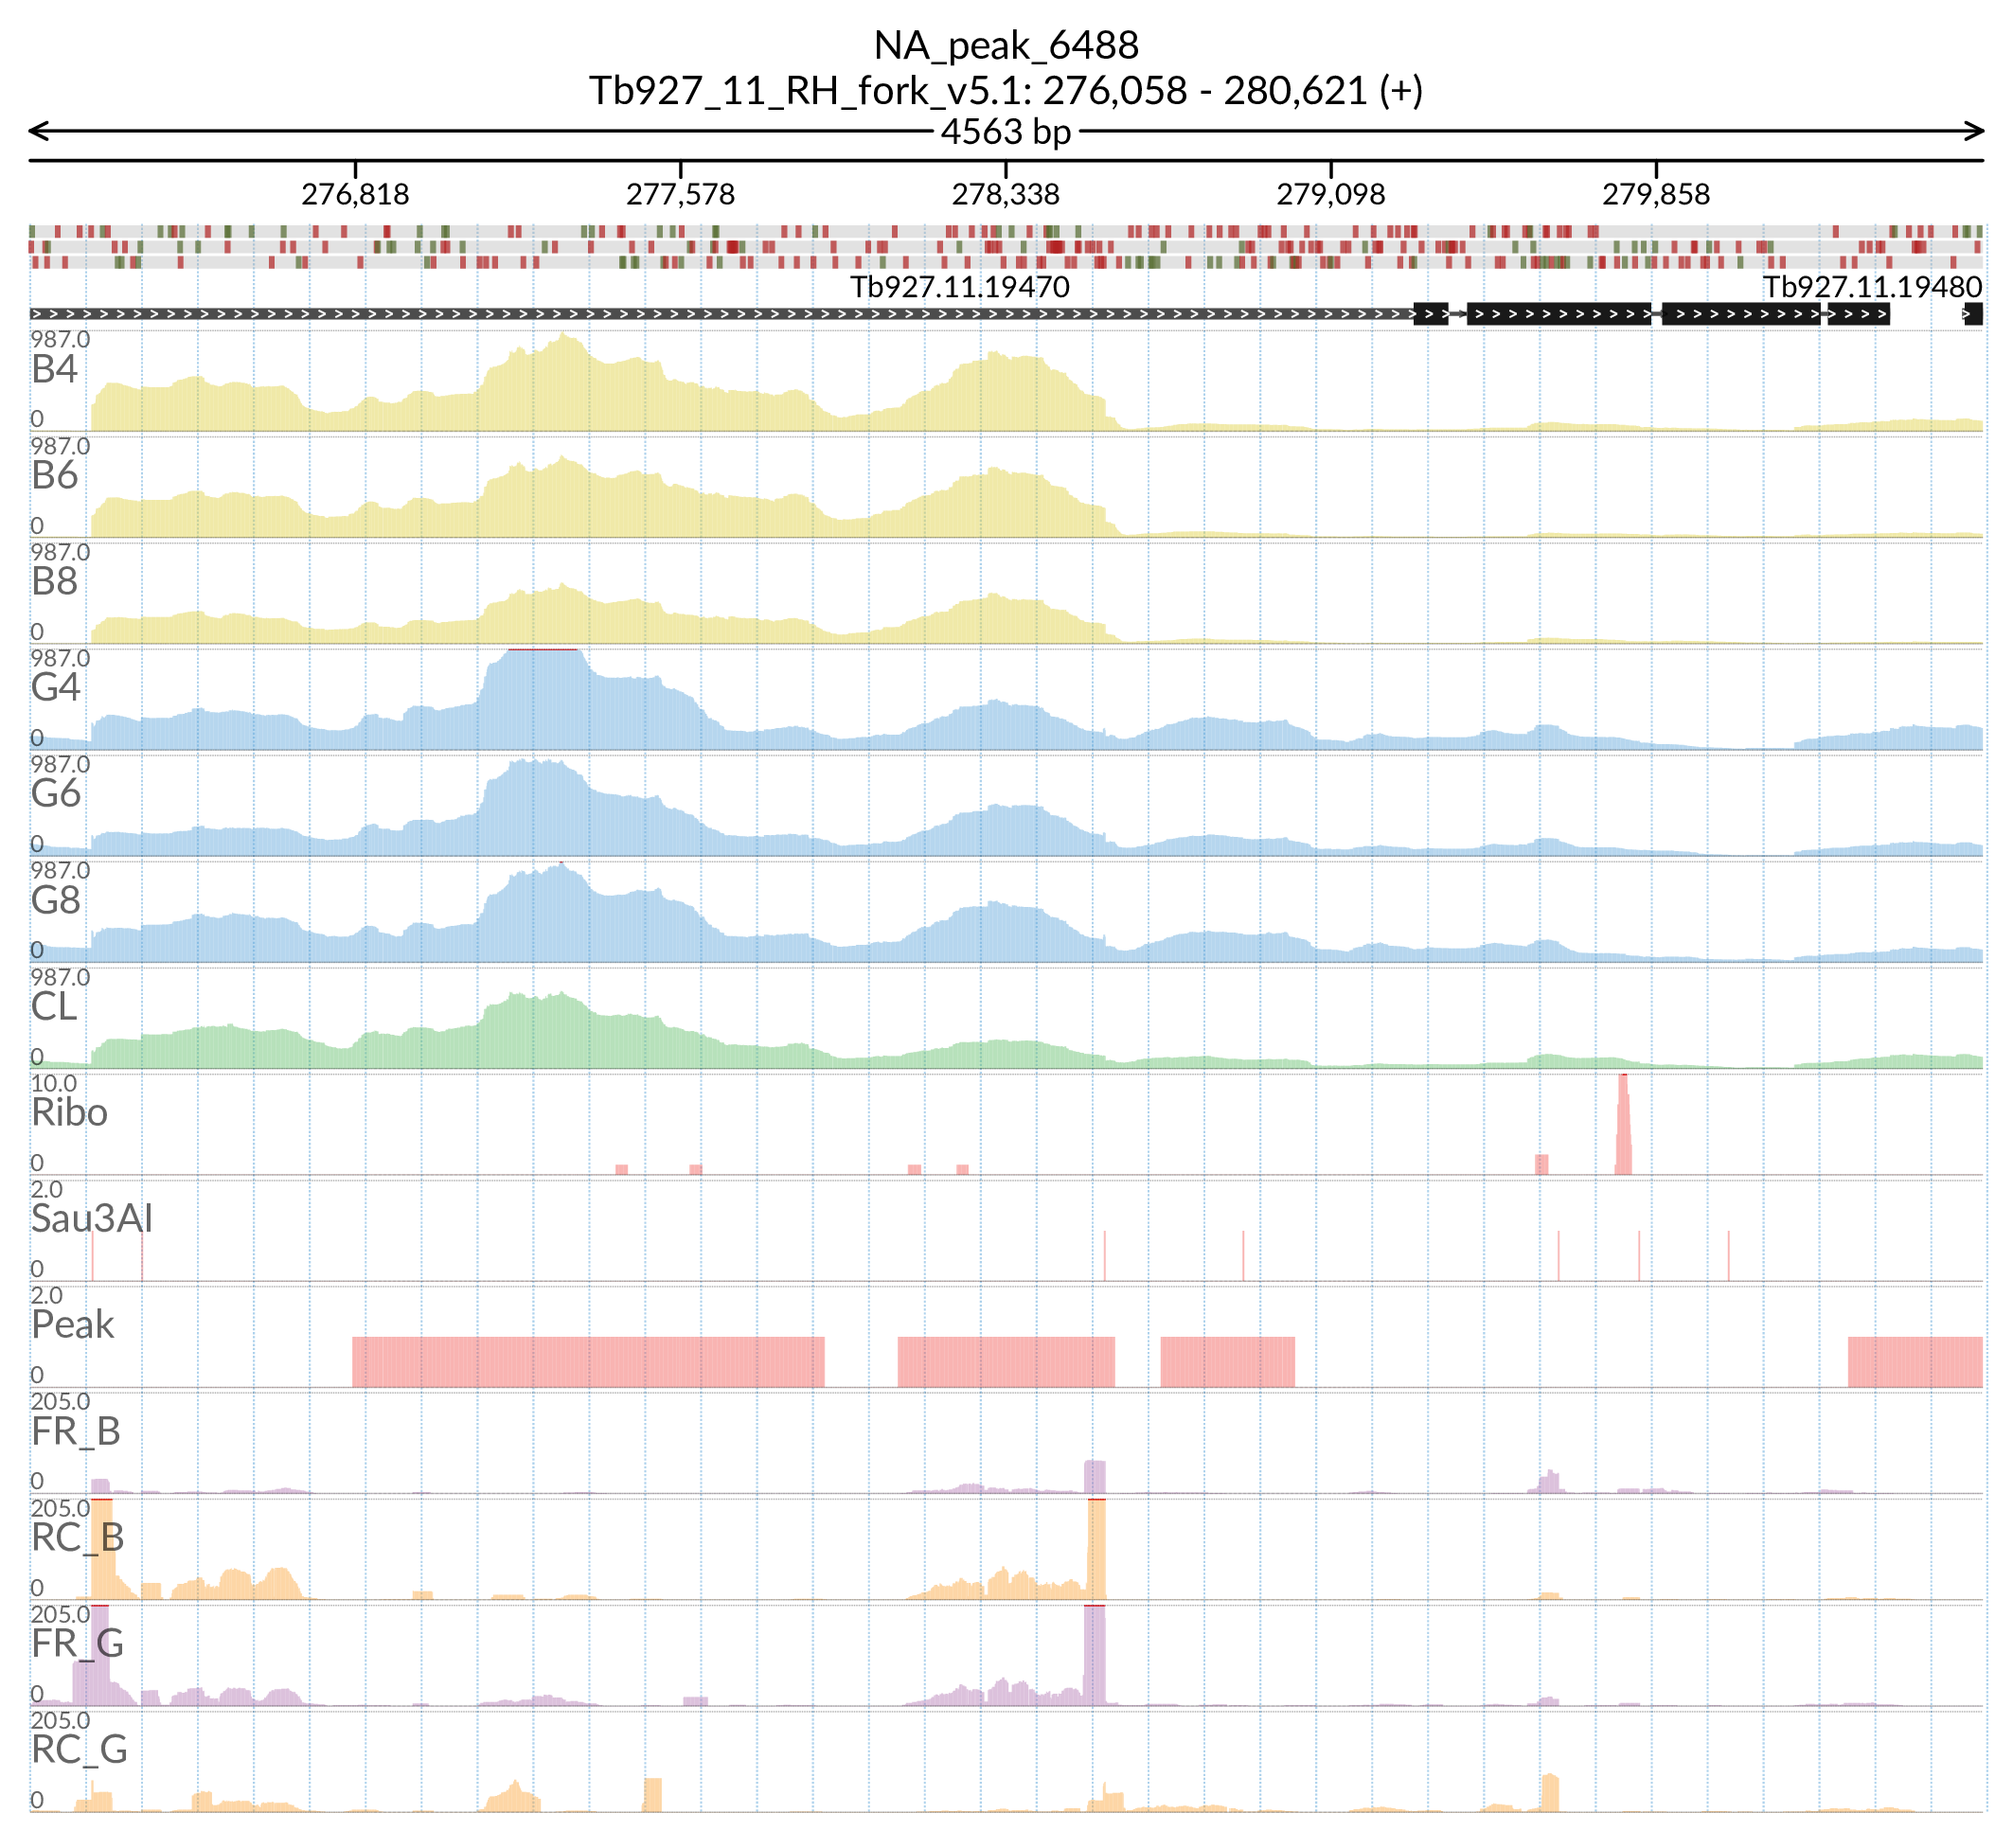 NA_peak_6488
Tb927_11_RH_fork_v5.1: 276,058 - 280,621 (+)
4563 bp
276,818 277,578 278,338 279,098 279,858
Tb927.11.19470 Tb927.11.19480
987.0
B4
0
987.0
B6
0
987.0
B8
0
987.0
G4
0
987.0
G6
0
987.0
G8
0
987.0
CL
0
10.0
Ribo
0
2.0
Sau3AI
0
2.0
Peak
0
205.0
FR_B
0
205.0
RC_B
0
205.0
FR_G
0
205.0
RC_G
0